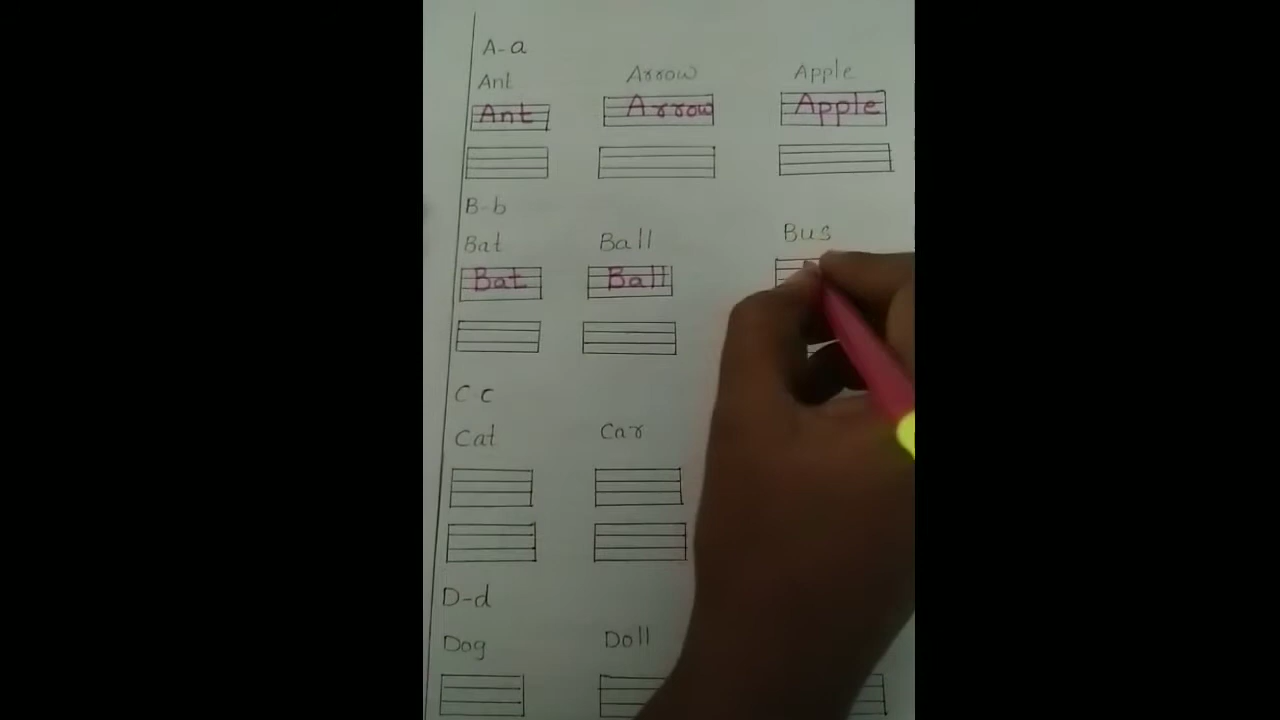 A-a
Ant Arrow Apple
Ant Arrow Apple
B-b
Bat Ball Bus
Bat Ball
C c
Cat Car
D-d
Dog Doll